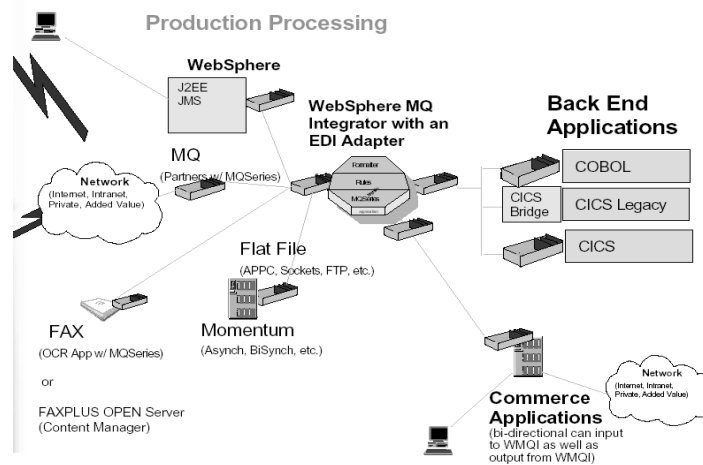 Production Processing
WebSphere
J2EE
JMS
WebSphere MQ
Integrator with an
EDI Adapter
Back End
Applications
MQ
(Partners w/ MQSeries)
Network
(Internet, Intranet,
Private, Added Value)
Formatter
Rules
MQSeries
COBOL
CICS
Bridge
CICS Legacy
CICS
Flat File
(APPC, Sockets, FTP, etc.)
FAX
(OCR App w/ MQSeries)
or
FAXPLUS OPEN Server
(Content Manager)
Momentum
(Asynch, BiSynch, etc.)
Commerce
Applications
(bi-directional can input
to WMQI as well as
output from WMQI)
Network
(Internet, Intranet,
Private, Added Value)